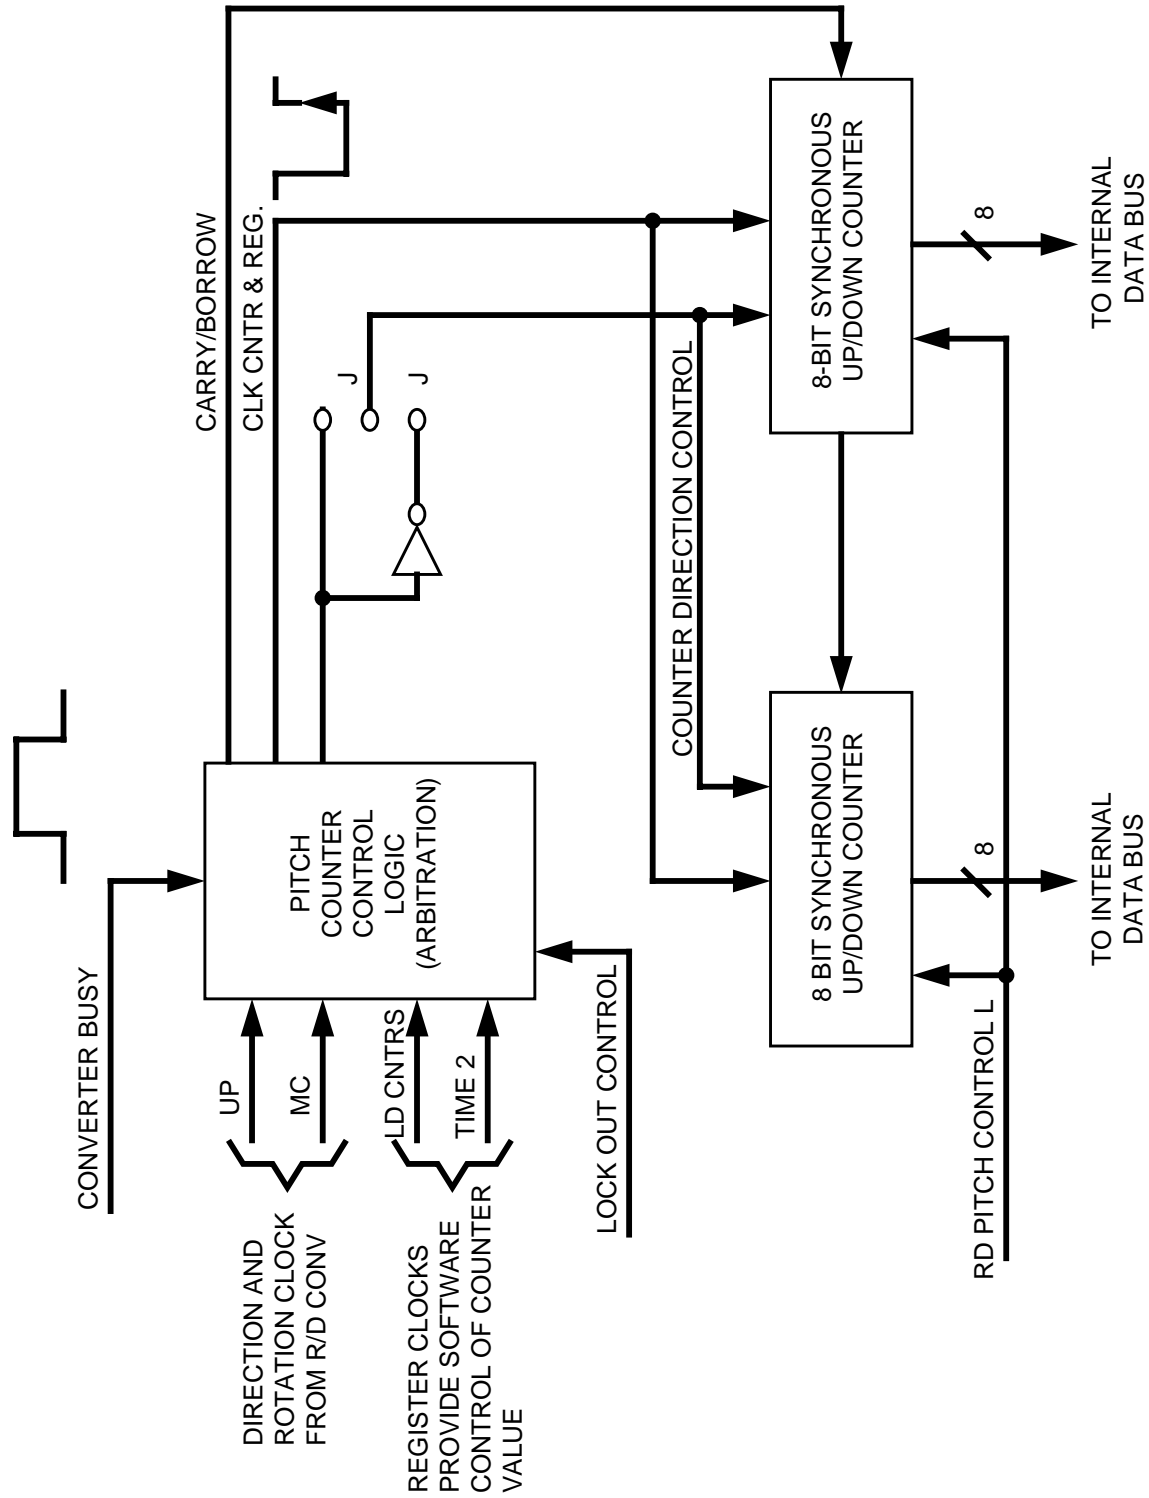 CONVERTER BUSY
DIRECTION AND
ROTATION CLOCK
FROM R/D CONV
UP
MC
REGISTER CLOCKS
PROVIDE SOFTWARE
CONTROL OF COUNTER
VALUE
LD CNTRS
TIME 2
LOCK OUT CONTROL
PITCH
COUNTER
CONTROL
LOGIC
(ARBITRATION)
CARRY/BORROW
CLK CNTR & REG.
J
J
COUNTER DIRECTION CONTROL
8 BIT SYNCHRONOUS
UP/DOWN COUNTER
8-BIT SYNCHRONOUS
UP/DOWN COUNTER
RD PITCH CONTROL L
8
8
TO INTERNAL
DATA BUS
TO INTERNAL
DATA BUS